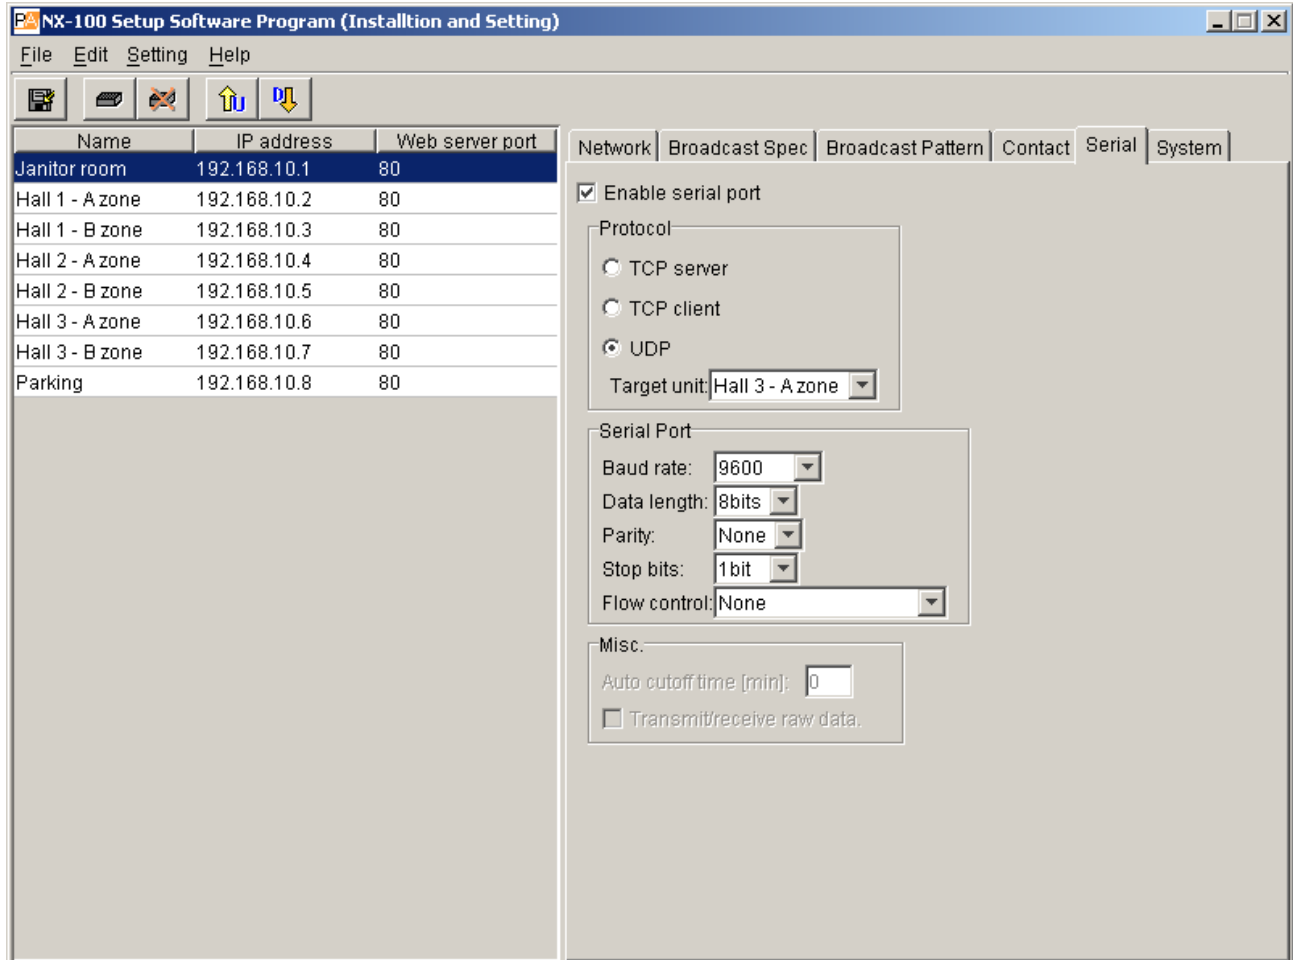 PA NX-100 Setup Software Program (Installtion and Setting)
File Edit Setting Help
U D
Name IP address Web server port
Janitor room 192.168.10.1 80
Hall 1 - A zone 192.168.10.2 80
Hall 1 - B zone 192.168.10.3 80
Hall 2 - A zone 192.168.10.4 80
Hall 2 - B zone 192.168.10.5 80
Hall 3 - A zone 192.168.10.6 80
Hall 3 - B zone 192.168.10.7 80
Parking 192.168.10.8 80
Network Broadcast Spec Broadcast Pattern Contact Serial System
Enable serial port
Protocol
TCP server
TCP client
UDP
Target unit: Hall 3 - A zone
Serial Port
Baud rate: 9600
Data length: 8bits
Parity: None
Stop bits: 1bit
Flow control: None
Misc.
Auto cutoff time [min]: 0
Transmit/receive raw data.